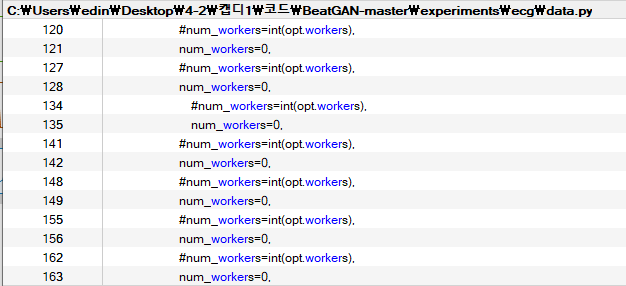 C:₩Users₩edin₩Desktop₩4-2₩캡디1₩코드₩BeatGAN-master₩experiments₩ecg₩data.py
120 #num_workers=int(opt.workers),
121 num_workers=0,
127 #num_workers=int(opt.workers),
128 num_workers=0,
134 #num_workers=int(opt.workers),
135 num_workers=0,
141 #num_workers=int(opt.workers),
142 num_workers=0,
148 #num_workers=int(opt.workers),
149 num_workers=0,
155 #num_workers=int(opt.workers),
156 num_workers=0,
162 #num_workers=int(opt.workers),
163 num_workers=0,